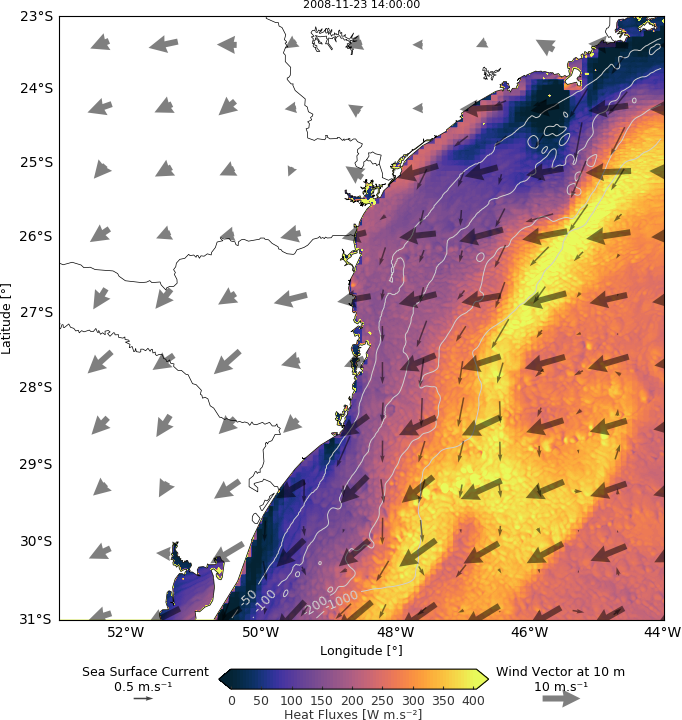 2008-11-23 14:00:00
23°S
24°S
25°S
26°S
27°S
28°S
29°S
30°S
31°S
Latitude [°]
-50
-100
-200
-1000
52°W 50°W 48°W 46°W 44°W
Longitude [°]
Sea Surface Current
0.5 m.s⁻¹
Wind Vector at 10 m
10 m.s⁻¹
0 50 100 150 200 250 300 350 400
Heat Fluxes [W m.s⁻²]